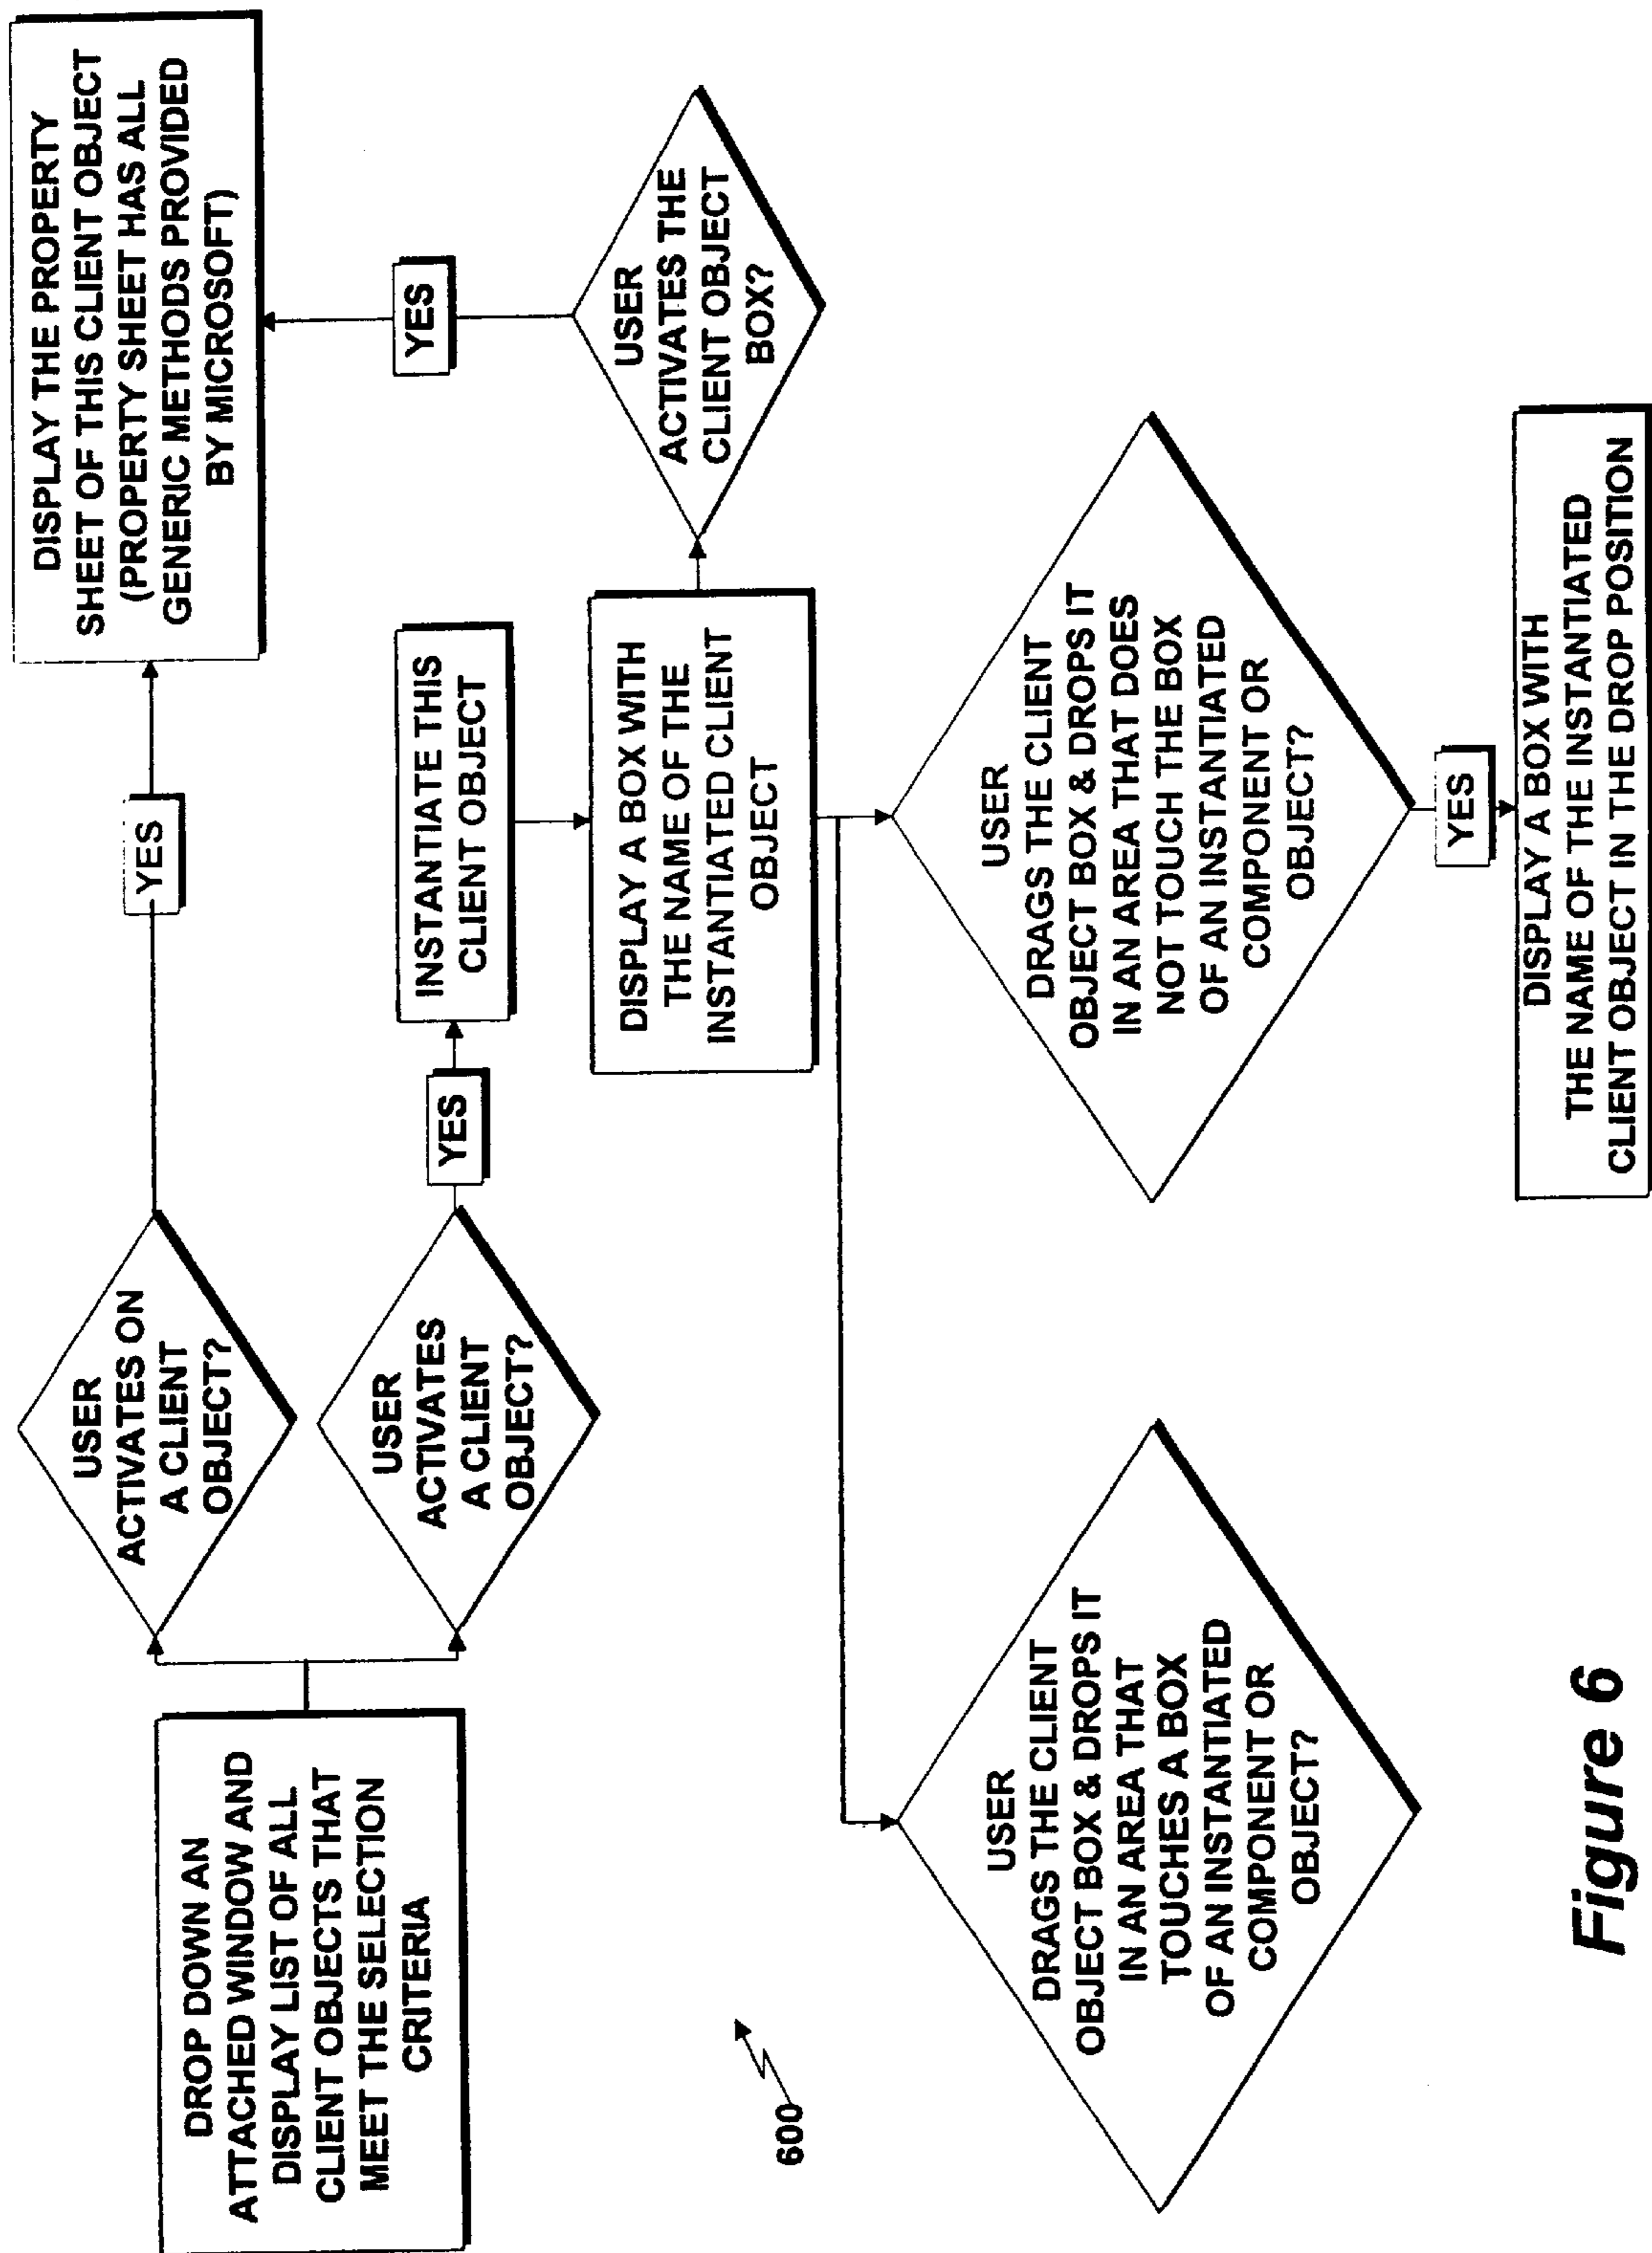 DROP DOWN AN
ATTACHED WINDOW AND
DISPLAY LIST OF ALL
CLIENT OBJECTS THAT
MEET THE SELECTION
CRITERIA
USER
ACTIVATES ON
A CLIENT
OBJECT?
YES
DISPLAY THE PROPERTY
SHEET OF THIS CLIENT OBJECT
(PROPERTY SHEET HAS ALL
GENERIC METHODS PROVIDED
BY MICROSOFT)
USER
ACTIVATES
A CLIENT
OBJECT?
YES
INSTANTIATE THIS
CLIENT OBJECT
DISPLAY A BOX WITH
THE NAME OF THE
INSTANTIATED CLIENT
OBJECT
USER
ACTIVATES THE
CLIENT OBJECT
BOX?
YES
600
USER
DRAGS THE CLIENT
OBJECT BOX & DROPS IT
IN AN AREA THAT
TOUCHES A BOX
OF AN INSTANTIATED
COMPONENT OR
OBJECT?
USER
DRAGS THE CLIENT
OBJECT BOX & DROPS IT
IN AN AREA THAT DOES
NOT TOUCH THE BOX
OF AN INSTANTIATED
COMPONENT OR
OBJECT?
YES
DISPLAY A BOX WITH
THE NAME OF THE INSTANTIATED
CLIENT OBJECT IN THE DROP POSITION
Figure 6